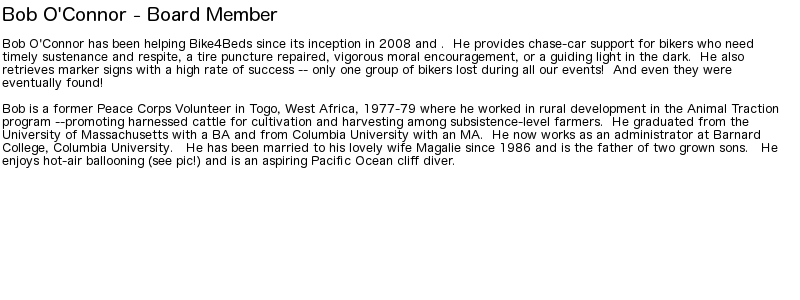 Bob O'Connor - Board Member
Bob O'Connor has been helping Bike4Beds since its inception in 2008 and .  He provides chase-car support for bikers who need
timely sustenance and respite, a tire puncture repaired, vigorous moral encouragement, or a guiding light in the dark.  He also
retrieves marker signs with a high rate of success -- only one group of bikers lost during all our events!  And even they were
eventually found!
Bob is a former Peace Corps Volunteer in Togo, West Africa, 1977-79 where he worked in rural development in the Animal Traction
program --promoting harnessed cattle for cultivation and harvesting among subsistence-level farmers.  He graduated from the
University of Massachusetts with a BA and from Columbia University with an MA.  He now works as an administrator at Barnard
College, Columbia University.   He has been married to his lovely wife Magalie since 1986 and is the father of two grown sons.   He
enjoys hot-air ballooning (see pic!) and is an aspiring Pacific Ocean cliff diver.